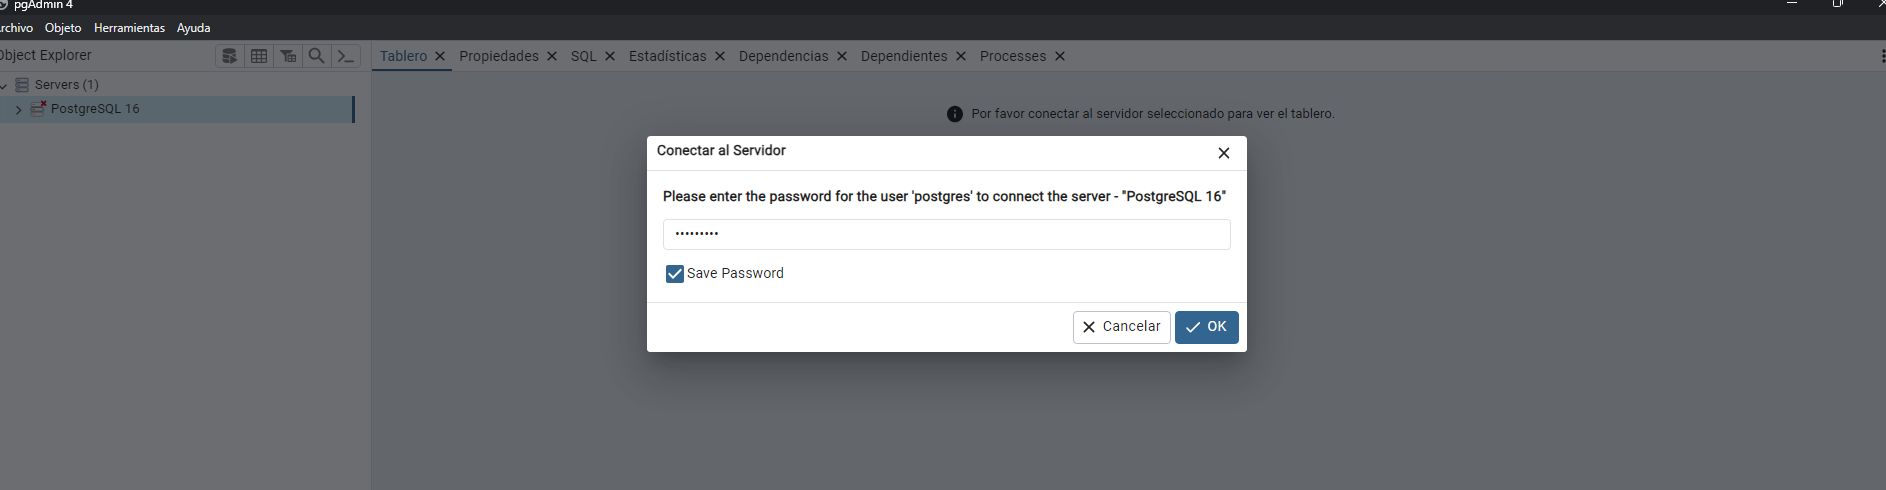 pgAdmin 4
rchivo Objeto Herramientas Ayuda
Object Explorer
Tablero Propiedades SQL Estadísticas Dependencias Dependientes Processes
Servers (1)
PostgreSQL 16
Por favor conectar al servidor seleccionado para ver el tablero.
Conectar al Servidor
Please enter the password for the user 'postgres' to connect the server - "PostgreSQL 16"
•••••••••
Save Password
Cancelar OK